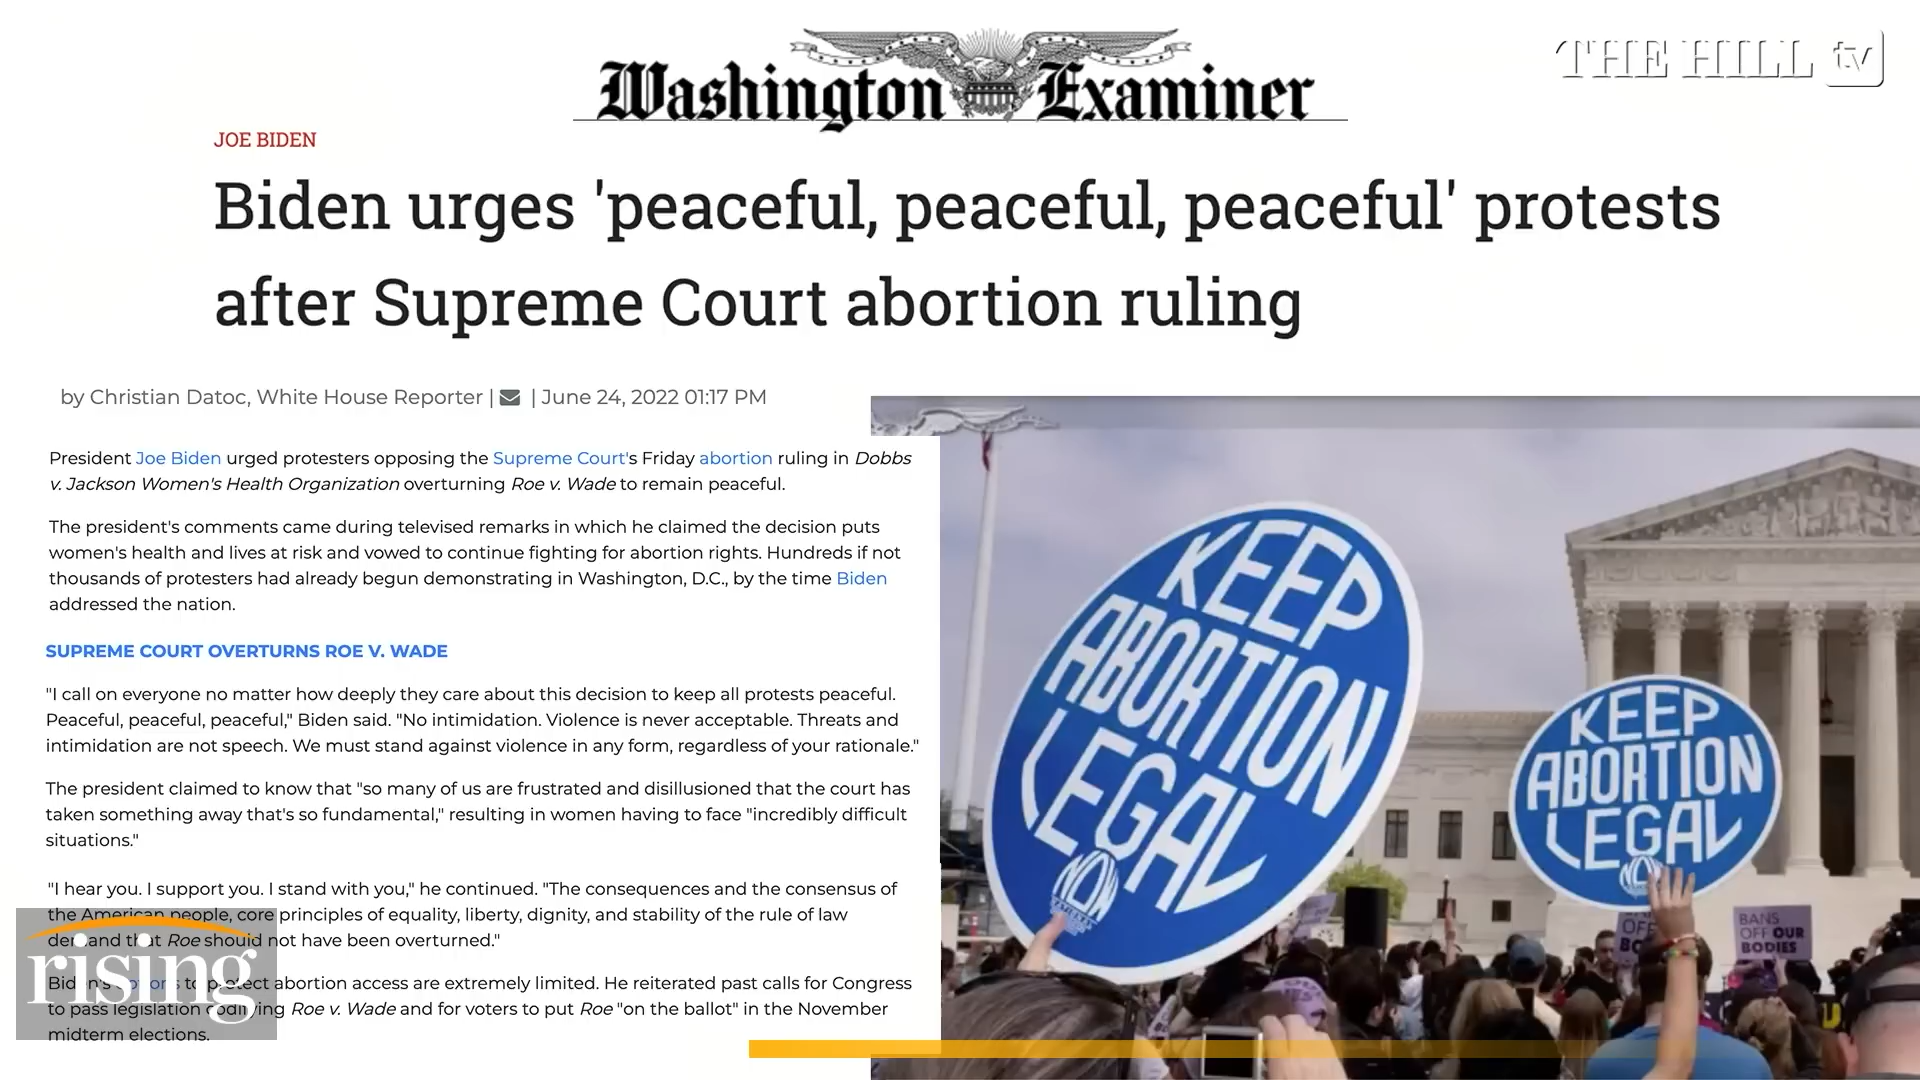 Washington Examiner
THE HILL tv
JOE BIDEN
Biden urges 'peaceful, peaceful, peaceful' protests
after Supreme Court abortion ruling
by Christian Datoc, White House Reporter | | June 24, 2022 01:17 PM
President Joe Biden urged protesters opposing the Supreme Court's Friday abortion ruling in Dobbs
v. Jackson Women's Health Organization overturning Roe v. Wade to remain peaceful.
The president's comments came during televised remarks in which he claimed the decision puts
women's health and lives at risk and vowed to continue fighting for abortion rights. Hundreds if not
thousands of protesters had already begun demonstrating in Washington, D.C., by the time Biden
addressed the nation.
SUPREME COURT OVERTURNS ROE V. WADE
"I call on everyone no matter how deeply they care about this decision to keep all protests peaceful.
Peaceful, peaceful, peaceful," Biden said. "No intimidation. Violence is never acceptable. Threats and
intimidation are not speech. We must stand against violence in any form, regardless of your rationale."
The president claimed to know that "so many of us are frustrated and disillusioned that the court has
taken something away that's so fundamental," resulting in women having to face "incredibly difficult
situations."
"I hear you. I support you. I stand with you," he continued. "The consequences and the consensus of
the American people, core principles of equality, liberty, dignity, and stability of the rule of law
demand that Roe should not have been overturned."
Biden's options to protect abortion access are extremely limited. He reiterated past calls for Congress
to pass legislation codifying Roe v. Wade and for voters to put Roe "on the ballot" in the November
midterm elections.
rising
KEEP
ABORTION
LEGAL
NOW
NATIONAL
KEEP
ABORTION
LEGAL
NOW
OFF
BANS
OFF OUR
BODIES